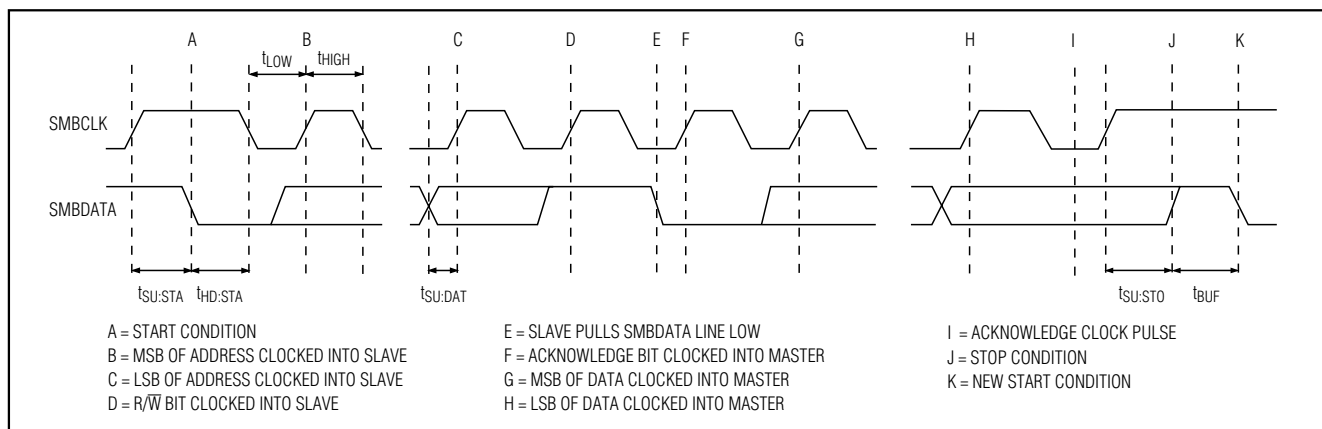 A B C D E F G H I J K
tLOW tHIGH
SMBCLK
SMBDATA
tSU:STA tHD:STA tSU:DAT tSU:STO tBUF
A = START CONDITION
B = MSB OF ADDRESS CLOCKED INTO SLAVE
C = LSB OF ADDRESS CLOCKED INTO SLAVE
D = R/W̅ BIT CLOCKED INTO SLAVE
E = SLAVE PULLS SMBDATA LINE LOW
F = ACKNOWLEDGE BIT CLOCKED INTO MASTER
G = MSB OF DATA CLOCKED INTO MASTER
H = LSB OF DATA CLOCKED INTO MASTER
I = ACKNOWLEDGE CLOCK PULSE
J = STOP CONDITION
K = NEW START CONDITION